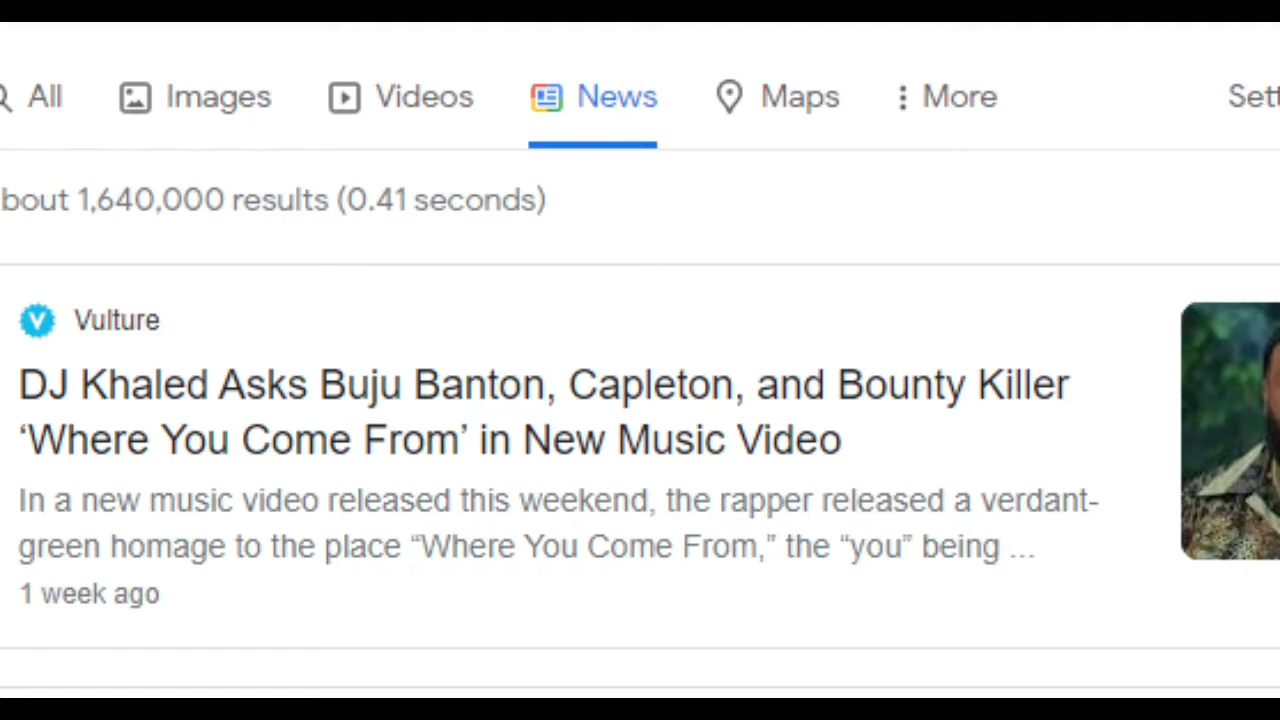 All Images Videos News Maps More Sett
bout 1,640,000 results (0.41 seconds)
V Vulture
DJ Khaled Asks Buju Banton, Capleton, and Bounty Killer
‘Where You Come From’ in New Music Video
In a new music video released this weekend, the rapper released a verdant-
green homage to the place “Where You Come From,” the “you” being ...
1 week ago